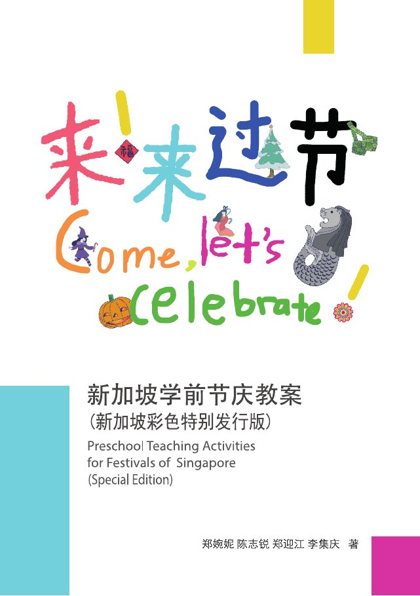 来!来过节
福
Come, let's
celebrate!
新加坡学前节庆教案
(新加坡彩色特别发行版)
Preschool Teaching Activities
for Festivals of Singapore
(Special Edition)
郑婉妮 陈志锐 郑迎江 李集庆 著